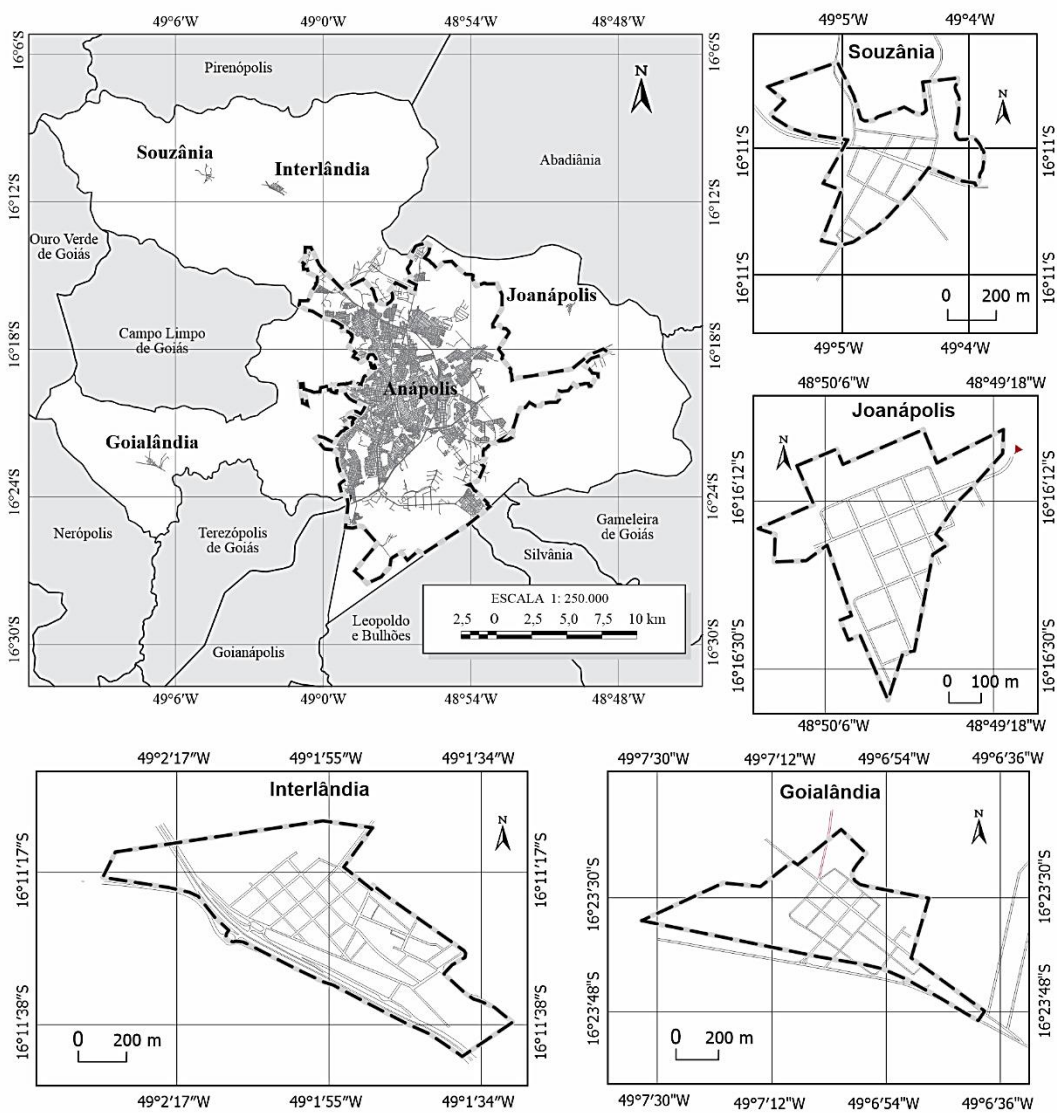 49°6'W 49°0'W 48°54'W 48°48'W
16°6'S
16°6'S
Pirenópolis
N
Souzânia
Interlândia
Abadiânia
16°12'S
16°12'S
Ouro Verde
de Goiás
Joanápolis
Campo Limpo
de Goiás
16°18'S
16°18'S
Anápolis
Goialândia
16°24'S
16°24'S
Nerópolis
Terezópolis
de Goiás
Gameleira
de Goiás
Silvânia
ESCALA 1: 250.000
2,5 0 2,5 5,0 7,5 10 km
Leopoldo
e Bulhões
Goianápolis
16°30'S
16°30'S
49°6'W 49°0'W 48°54'W 48°48'W
49°5'W 49°4'W
Souzânia
N
16°11'S
16°11'S
16°11'S
16°11'S
0 200 m
49°5'W 49°4'W
48°50'6"W 48°49'18"W
Joanápolis
N
16°16'12"S
16°16'12"S
16°16'30"S
16°16'30"S
0 100 m
48°50'6"W 48°49'18"W
49°2'17"W 49°1'55"W 49°1'34"W
Interlândia
N
16°11'17"S
16°11'17"S
16°11'38"S
16°11'38"S
0 200 m
49°2'17"W 49°1'55"W 49°1'34"W
49°7'30"W 49°7'12"W 49°6'54"W 49°6'36"W
Goialândia
N
16°23'30"S
16°23'30"S
16°23'48"S
16°23'48"S
0 200 m
49°7'30"W 49°7'12"W 49°6'54"W 49°6'36"W